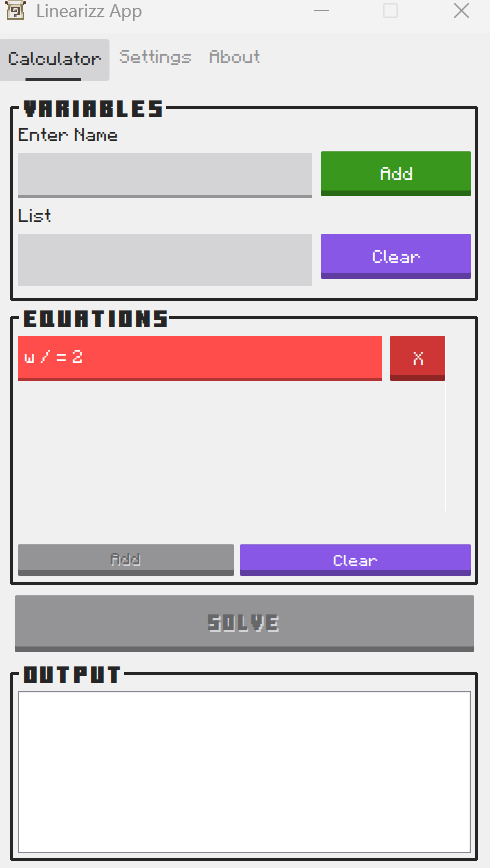 Linearizz App
Calculator Settings About
VARIABLES
Enter Name
Add
List
Clear
EQUATIONS
w / = 2 X
Add Clear
SOLVE
OUTPUT